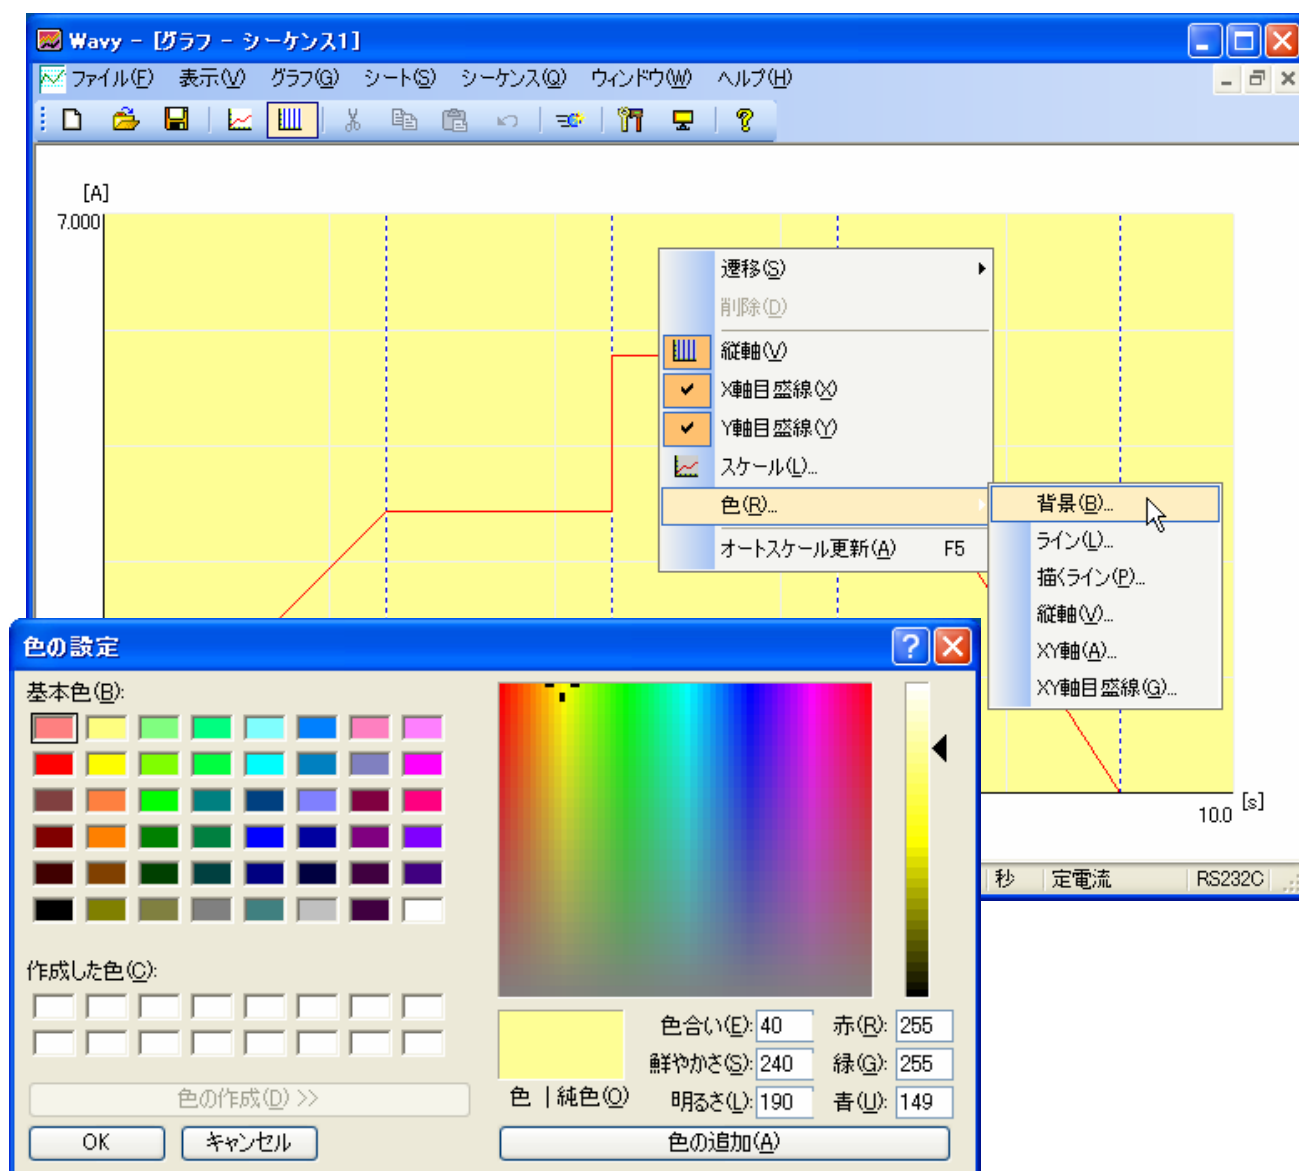 Wavy - [グラフ - シーケンス1]
ファイル(F) 表示(V) グラフ(G) シート(S) シーケンス(Q) ウィンドウ(W) ヘルプ(H)
[A]
7.000
遷移(S)
削除(D)
縦軸(V)
X軸目盛線(X)
Y軸目盛線(Y)
スケール(L)...
色(R)...
オートスケール更新(A) F5
背景(B)...
ライン(L)...
描くライン(P)...
縦軸(V)...
XY軸(A)...
XY軸目盛線(G)...
10.0 [s]
秒 定電流 RS232C
色の設定
基本色(B):
作成した色(C):
色の作成(D) >>
OK キャンセル
色 | 純色(O)
色合い(E): 40 赤(R): 255
鮮やかさ(S): 240 緑(G): 255
明るさ(L): 190 青(U): 149
色の追加(A)